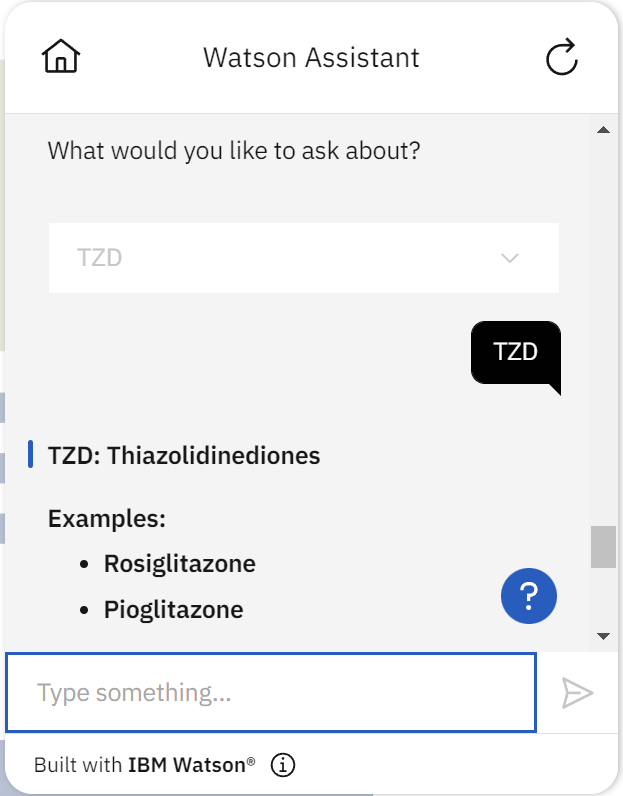 Watson Assistant
What would you like to ask about?
TZD
TZD
TZD: Thiazolidinediones
Examples:
• Rosiglitazone
• Pioglitazone
?
Type something...
Built with IBM Watson®